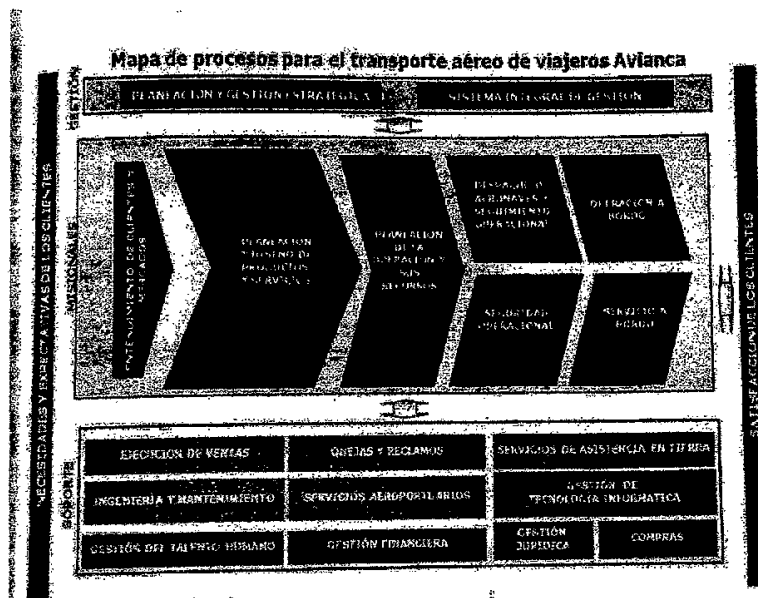 Mapa de procesos para el transporte aéreo de viajeros Avianca
NECESIDADES Y EXPECTATIVAS DE LOS CLIENTES
GESTIÓN
PLANEACIÓN Y GESTIÓN ESTRATÉGICA
SISTEMA INTEGRAL DE GESTIÓN
MISIONALES
ENTENDIMIENTO DE CLIENTES Y
MERCADOS
PLANEACIÓN
Y DISEÑO DE
PRODUCTOS
Y SERVICIOS
PLANEACIÓN
DE LA
OPERACIÓN Y
SUS
RECURSOS
DESPACHO DE
AERONAVES Y
SEGUIMIENTO
OPERACIONAL
OPERACIÓN A
BORDO
SEGURIDAD
OPERACIONAL
SERVICIO A
BORDO
SOPORTE
EJECUCIÓN DE VENTAS
QUEJAS Y RECLAMOS
SERVICIOS DE ASISTENCIA EN TIERRA
INGENIERÍA Y MANTENIMIENTO
SERVICIOS AEROPORTUARIOS
GESTIÓN DE
TECNOLOGÍA INFORMÁTICA
GESTIÓN DEL TALENTO HUMANO
GESTIÓN FINANCIERA
GESTIÓN
JURÍDICA
COMPRAS
SATISFACCIÓN DE LOS CLIENTES